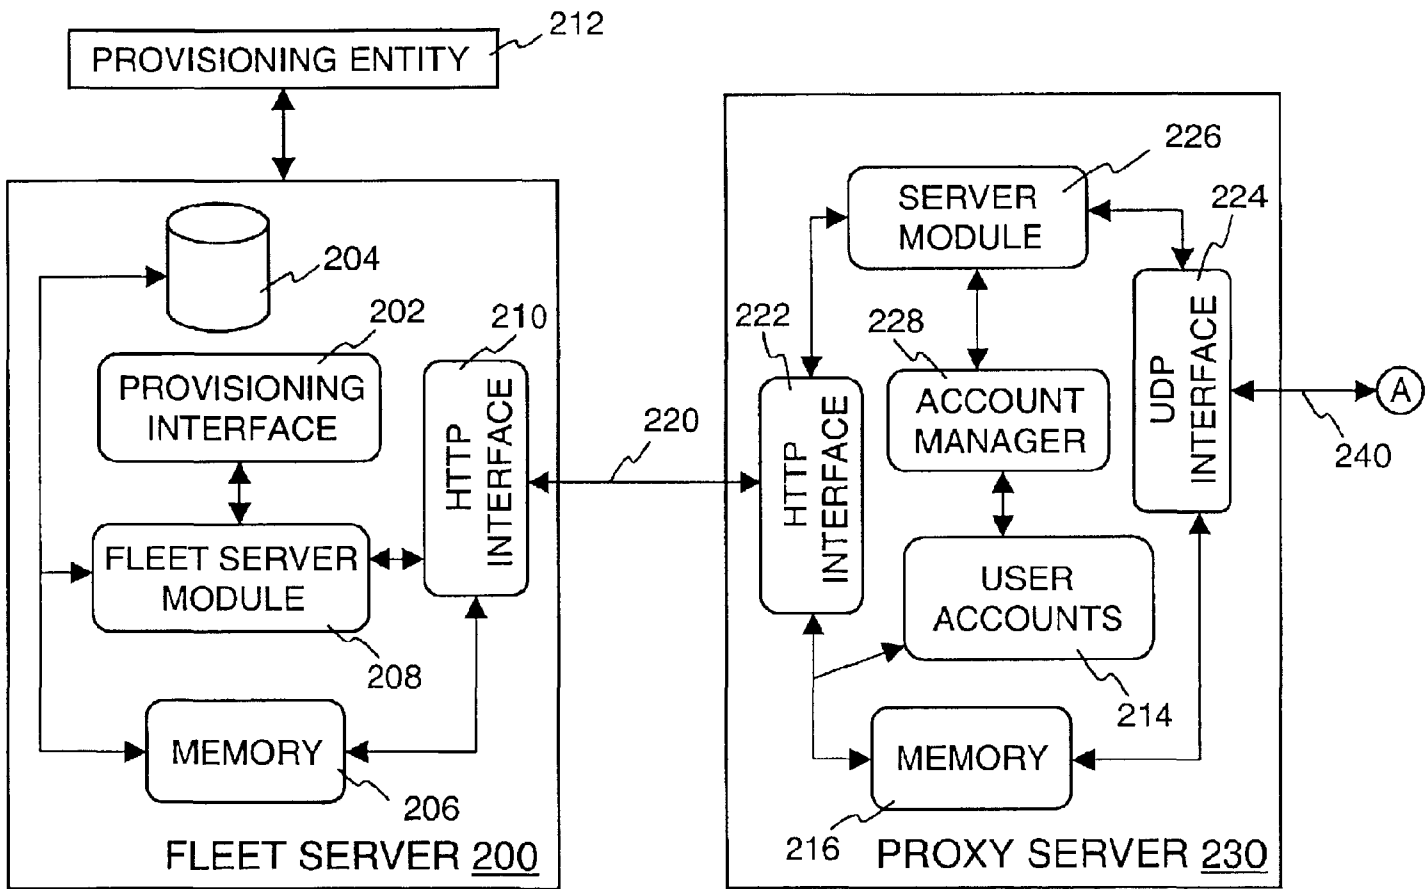 212
PROVISIONING ENTITY
204
202
PROVISIONING
INTERFACE
210
HTTP
INTERFACE
FLEET SERVER
MODULE
208
MEMORY
206
FLEET SERVER 200
220
226
SERVER
MODULE
224
UDP
INTERFACE
222
HTTP
INTERFACE
228
ACCOUNT
MANAGER
A
240
USER
ACCOUNTS
214
MEMORY
216
PROXY SERVER 230